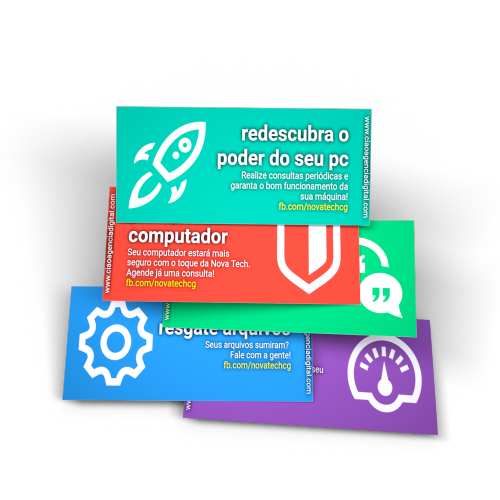 redescubra o
poder do seu pc
Realize consultas periódicas e
garanta o bom funcionamento da
sua máquina!
fb.com/novatechcg
www.ciaoagenciadigital.com
computador
Seu computador estará mais
seguro com o toque da Nova Tech.
Agende já uma consulta!
fb.com/novatechcg
www.ciaoagenciadigital.com
resgate arquivos
Seus arquivos sumiram?
Fale com a gente!
fb.com/novatechcg
seu